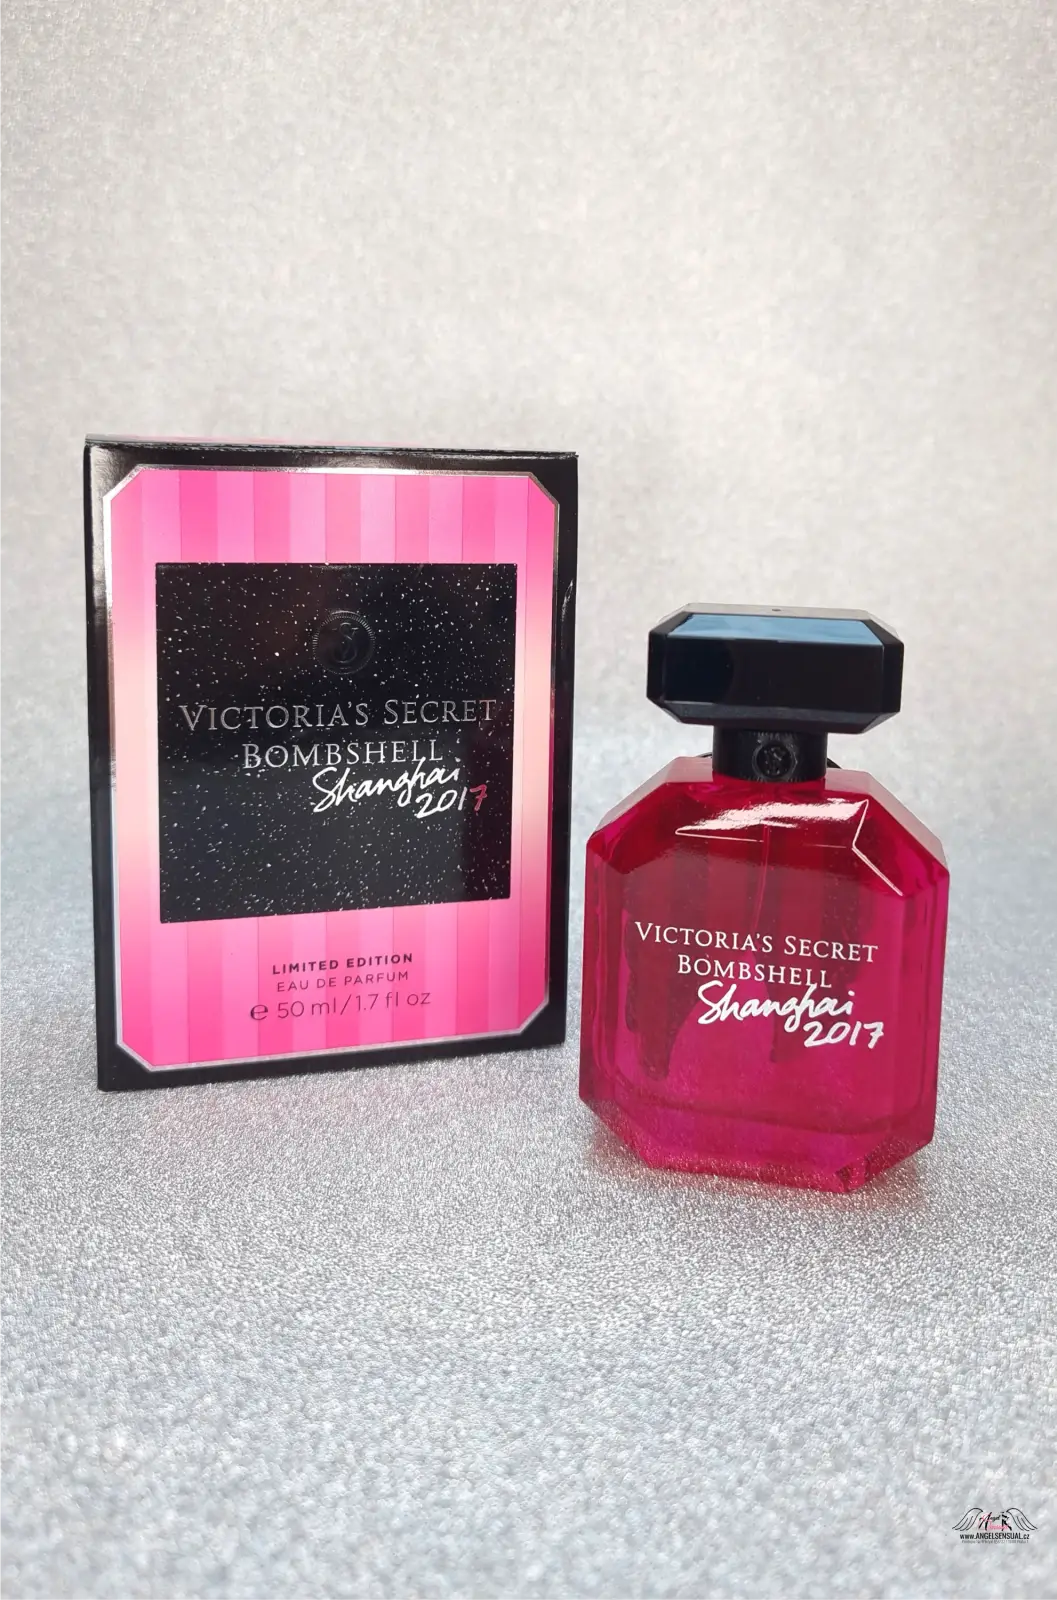 VICTORIA'S SECRET
BOMBSHELL
Shanghai
2017
LIMITED EDITION
EAU DE PARFUM
e 50 ml/1.7 fl oz
VICTORIA'S SECRET
BOMBSHELL
Shanghai
2017
Angel
www.ANGELSENSUAL.cz